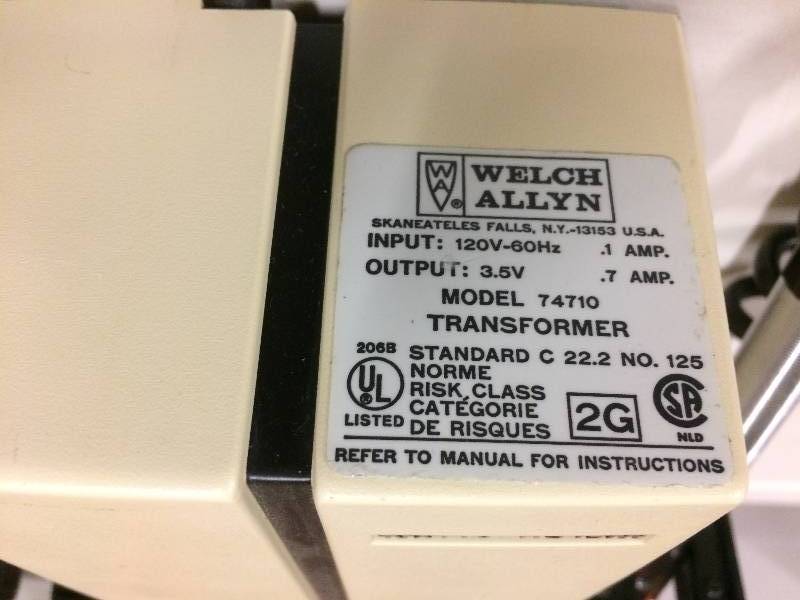 WA
®
WELCH
ALLYN
SKANEATELES FALLS, N.Y.-13153 U.S.A.
INPUT: 120V-60Hz .1 AMP.
OUTPUT: 3.5V .7 AMP.
MODEL 74710
TRANSFORMER
206B
UL
®
LISTED
STANDARD C 22.2 NO. 125
NORME
RISK CLASS
CATÉGORIE
DE RISQUES
2G
SA
NLD
REFER TO MANUAL FOR INSTRUCTIONS